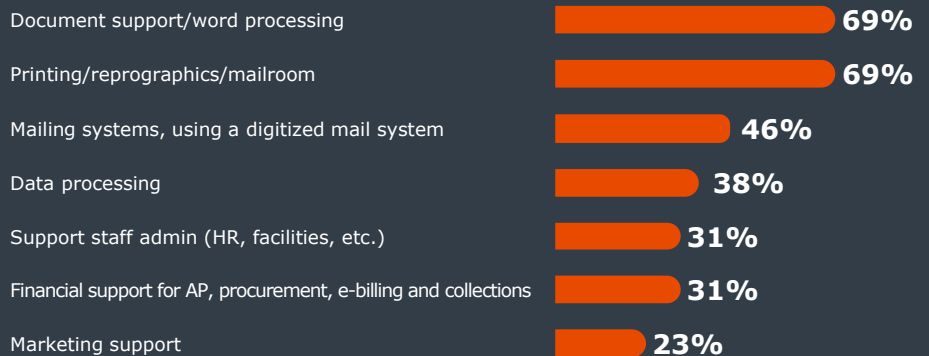 Document support/word processing 69%
Printing/reprographics/mailroom 69%
Mailing systems, using a digitized mail system 46%
Data processing 38%
Support staff admin (HR, facilities, etc.) 31%
Financial support for AP, procurement, e-billing and collections 31%
Marketing support 23%